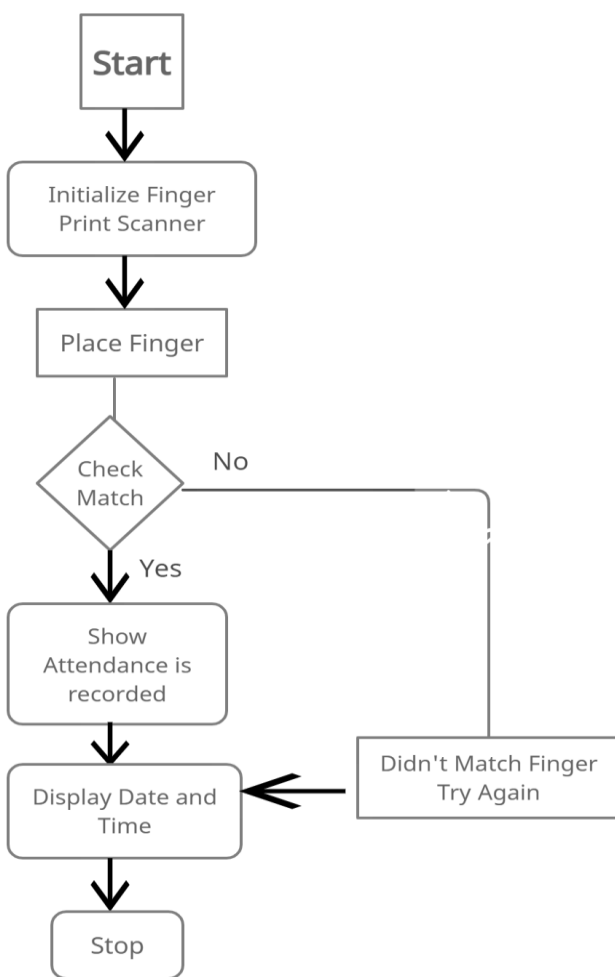 Start
Initialize Finger
Print Scanner
Place Finger
Check
Match
No
Yes
Show
Attendance is
recorded
Didn't Match Finger
Try Again
Display Date and
Time
Stop